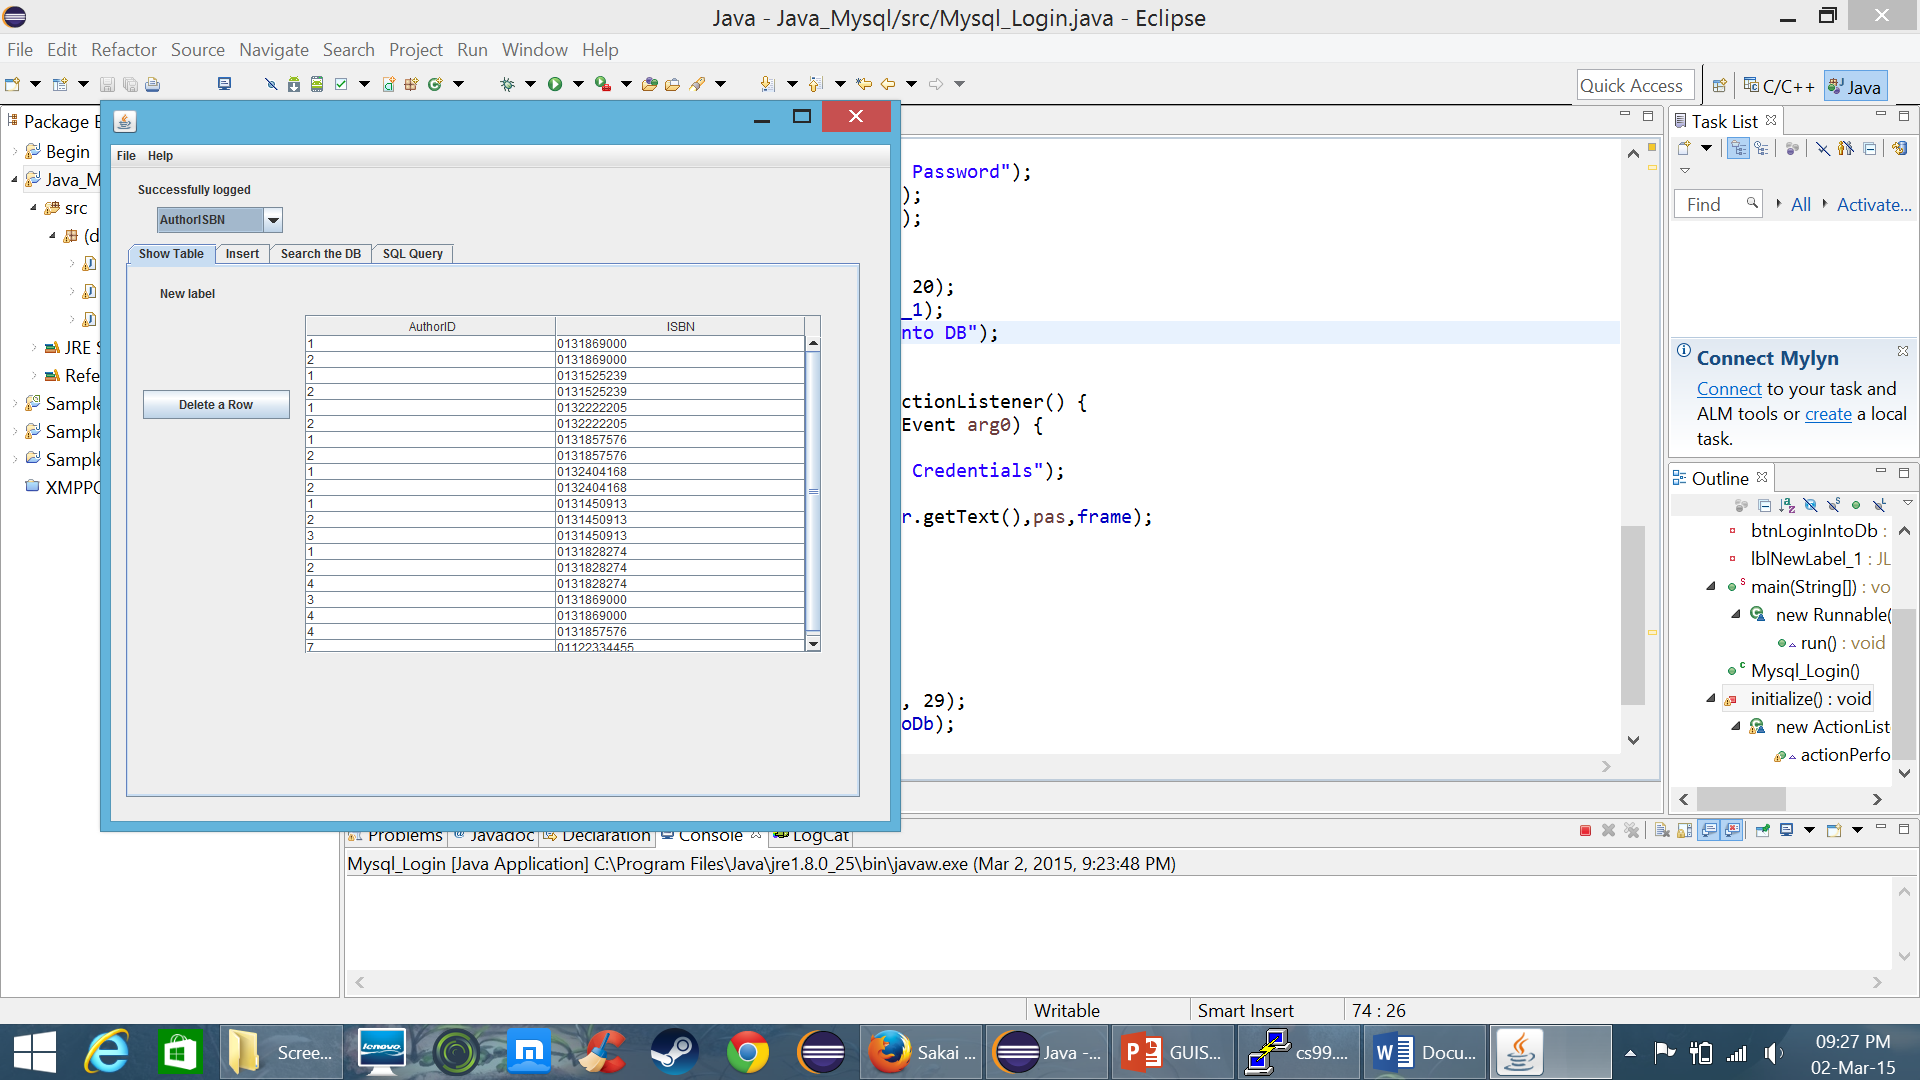 Java - Java_Mysql/src/Mysql_Login.java - Eclipse
File Edit Refactor Source Navigate Search Project Run Window Help
Quick Access
C/C++
Java
Package E
Begin
Java_M
src
(d
JRE S
Refe
Sample
Sample
Sample
XMPPC
File Help
Successfully logged
AuthorISBN
Show Table Insert Search the DB SQL Query
New label
Delete a Row
AuthorID ISBN
1 0131869000
2 0131869000
1 0131525239
2 0131525239
1 0132222205
2 0132222205
1 0131857576
2 0131857576
1 0132404168
2 0132404168
1 0131450913
2 0131450913
3 0131450913
1 0131828274
2 0131828274
4 0131828274
3 0131869000
4 0131869000
4 0131857576
7 01122334455
Password");
);
);
20);
_1);
nto DB");
ctionListener() {
Event arg0) {
Credentials");
r.getText(),pas,frame);
, 29);
oDb);
Task List
Find All Activate...
Connect Mylyn
Connect to your task and
ALM tools or create a local
task.
Outline
btnLoginIntoDb :
lblNewLabel_1 : JL
main(String[]) : vo
new Runnable(
run() : void
Mysql_Login()
initialize() : void
new ActionList
actionPerfo
Problems @ Javadoc Declaration Console LogCat
Mysql_Login [Java Application] C:\Program Files\Java\jre1.8.0_25\bin\javaw.exe (Mar 2, 2015, 9:23:48 PM)
Writable Smart Insert 74 : 26
Scree...
lenovo
Sakai ...
Java -...
GUIS...
cs99....
Docu...
09:27 PM
02-Mar-15